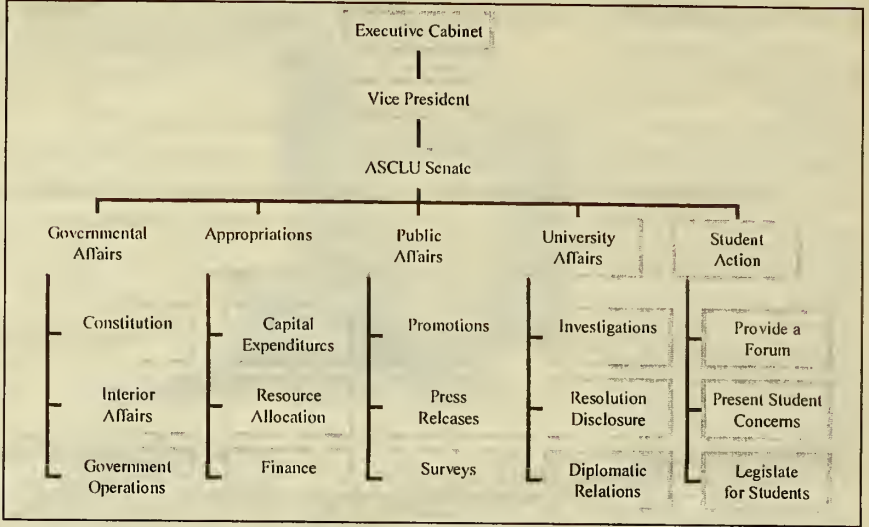 Executive Cabinet
Vice President
ASCLU Senate
Governmental
Affairs
Appropriations
Public
Affairs
University
Affairs
Student
Action
Constitution
Interior
Affairs
Government
Operations
Capital
Expenditures
Resource
Allocation
Finance
Promotions
Press
Releases
Surveys
Investigations
Resolution
Disclosure
Diplomatic
Relations
Provide a
Forum
Present Student
Concerns
Legislate
for Students